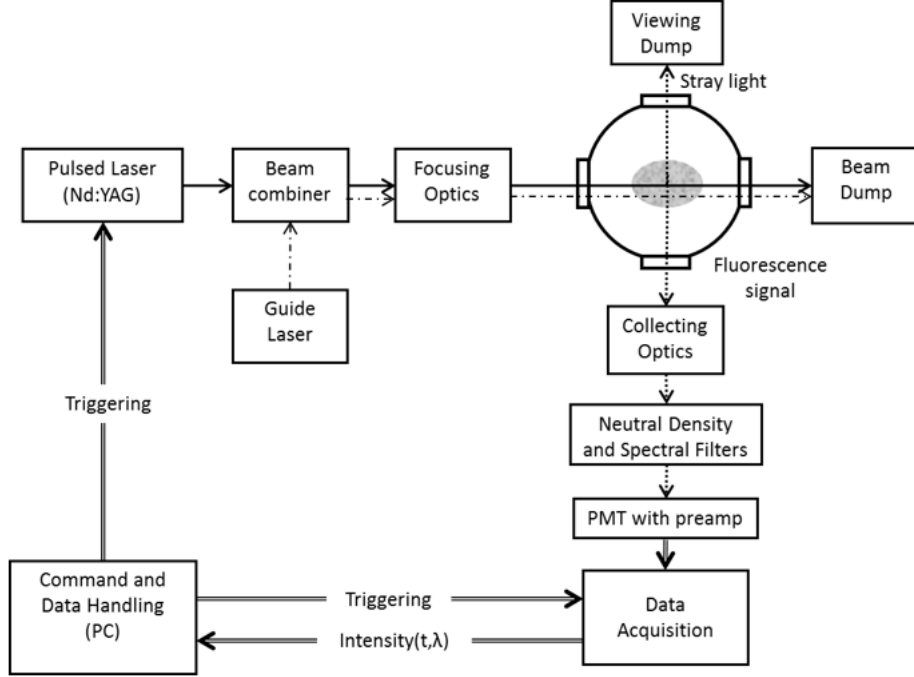 Viewing
Dump
Stray light
Pulsed Laser
(Nd:YAG)
Beam
combiner
Focusing
Optics
Beam
Dump
Fluorescence
signal
Guide
Laser
Collecting
Optics
Triggering
Neutral Density
and Spectral Filters
PMT with preamp
Command and
Data Handling
(PC)
Triggering
Intensity(t,λ)
Data
Acquisition